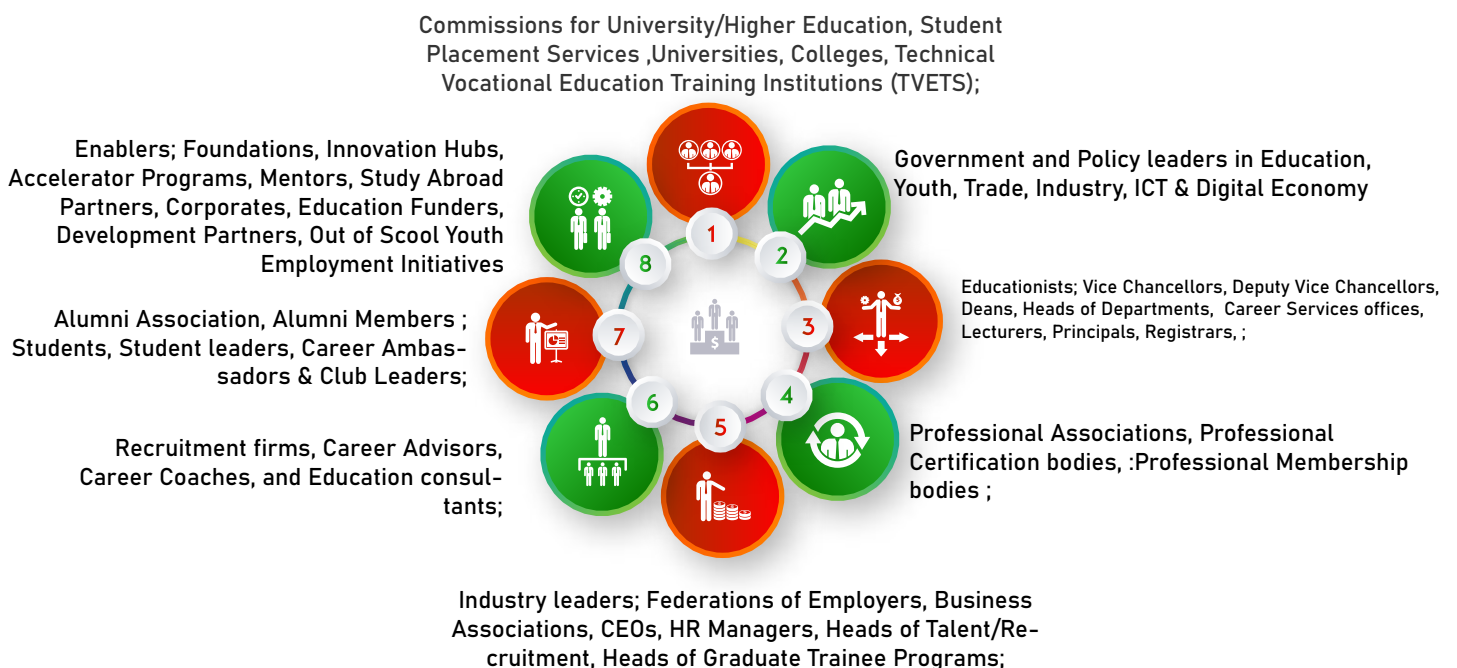 Commissions for University/Higher Education, Student
Placement Services ,Universities, Colleges, Technical
Vocational Education Training Institutions (TVETS);
1
Government and Policy leaders in Education,
Youth, Trade, Industry, ICT & Digital Economy
2
Educationists; Vice Chancellors, Deputy Vice Chancellors,
Deans, Heads of Departments,  Career Services offices,
Lecturers, Principals, Registrars, ;
3
Professional Associations, Professional
Certification bodies, :Professional Membership
bodies ;
4
Industry leaders; Federations of Employers, Business
Associations, CEOs, HR Managers, Heads of Talent/Re-
cruitment, Heads of Graduate Trainee Programs;
5
Recruitment firms, Career Advisors,
Career Coaches, and Education consul-
tants;
6
Alumni Association, Alumni Members ;
Students, Student leaders, Career Ambas-
sadors & Club Leaders;
7
Enablers; Foundations, Innovation Hubs,
Accelerator Programs, Mentors, Study Abroad
Partners, Corporates, Education Funders,
Development Partners, Out of Scool Youth
Employment Initiatives
8
$